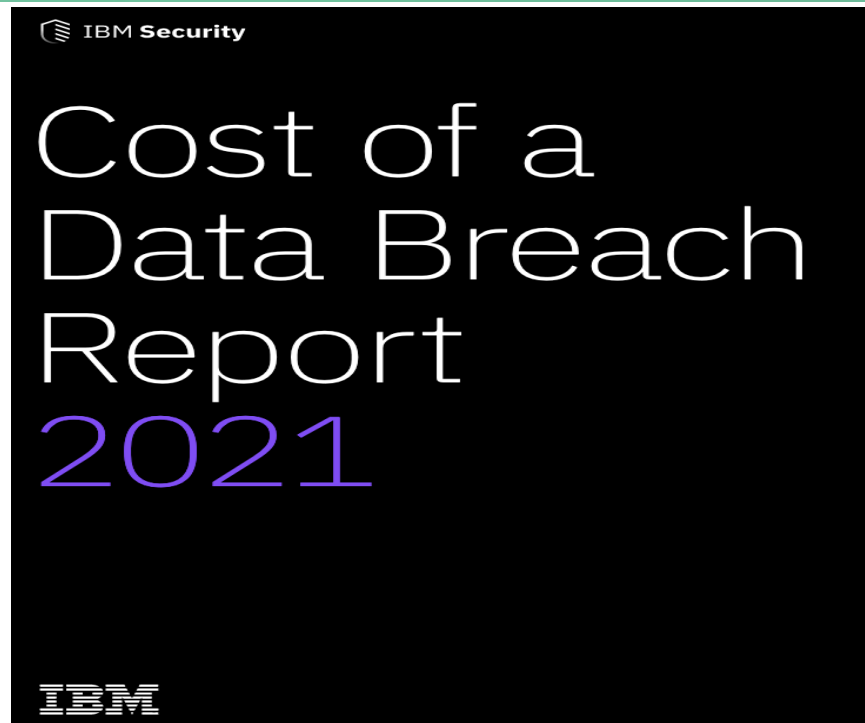 IBM Security
Cost of a
Data Breach
Report
2021
IBM